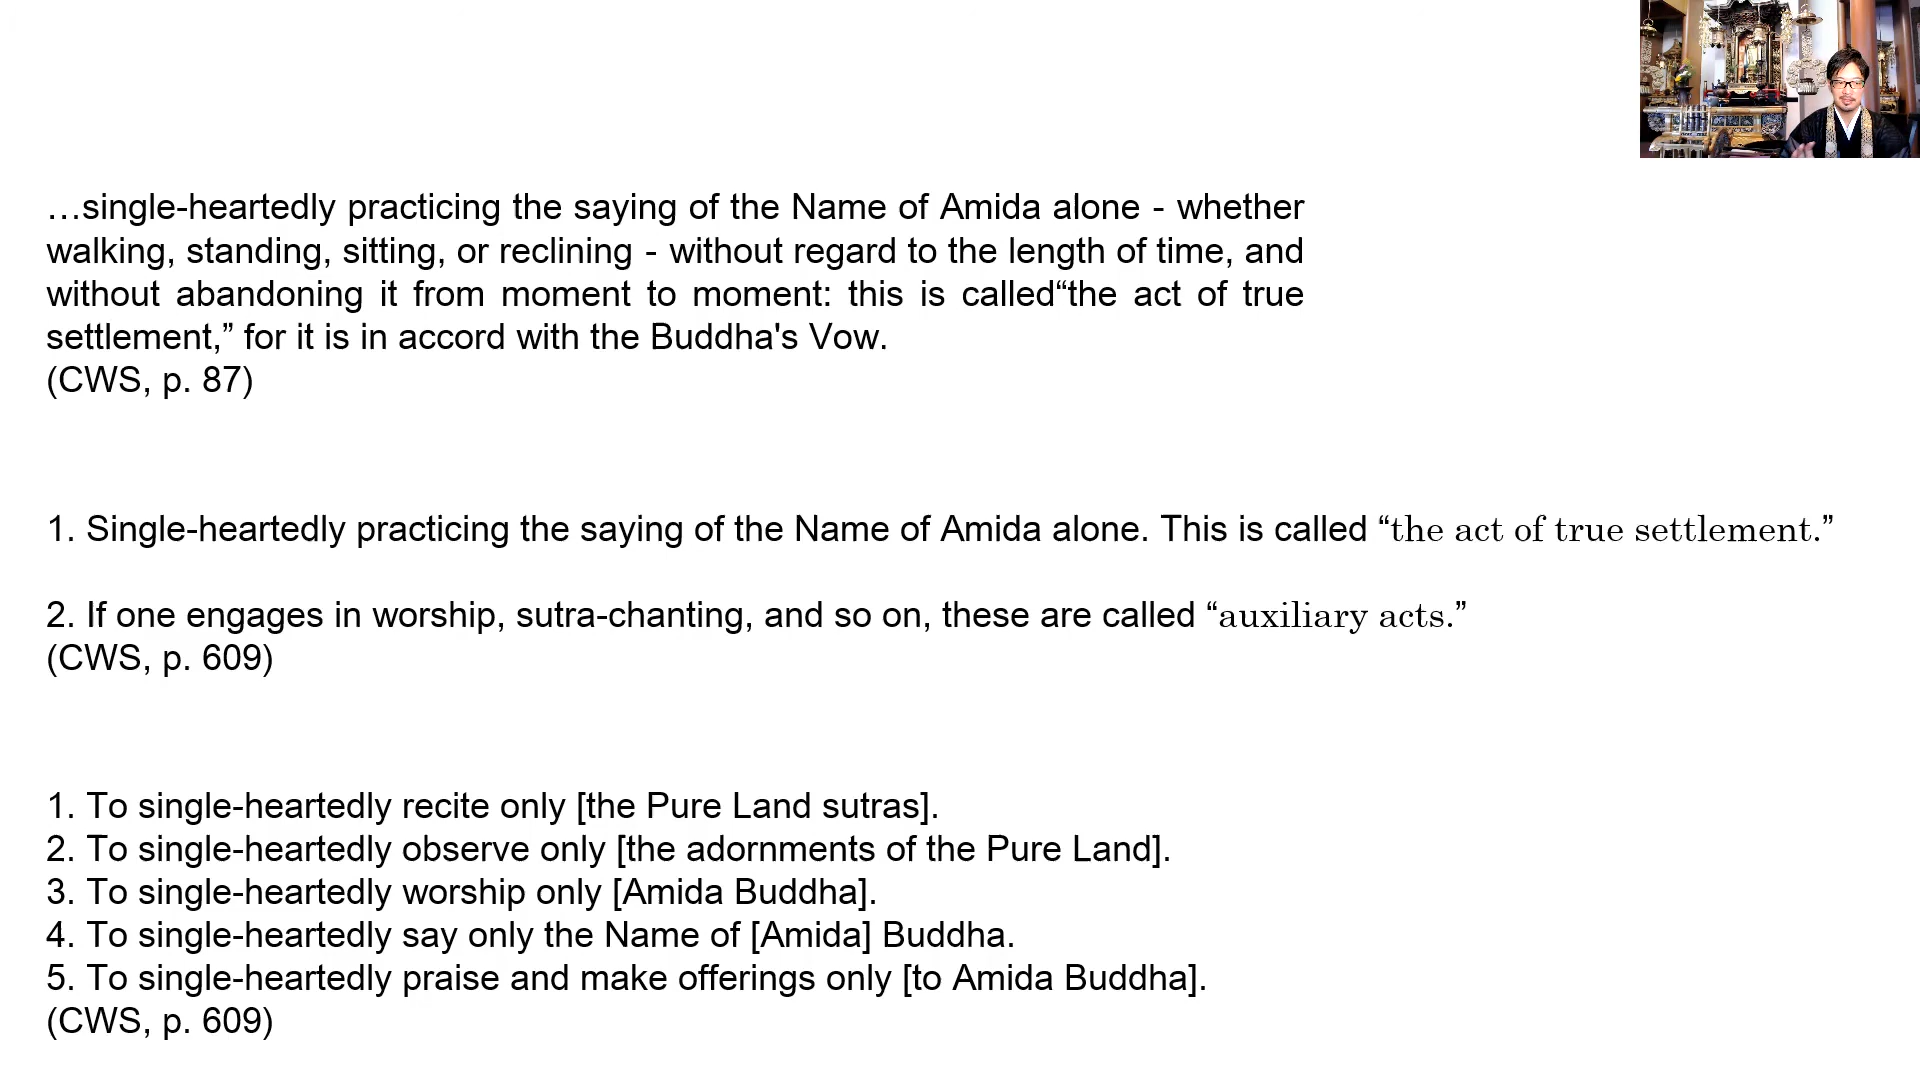 …single-heartedly practicing the saying of the Name of Amida alone - whether
walking, standing, sitting, or reclining - without regard to the length of time, and
without abandoning it from moment to moment: this is called“the act of true
settlement,” for it is in accord with the Buddha's Vow.
(CWS, p. 87)
1. Single-heartedly practicing the saying of the Name of Amida alone. This is called “the act of true settlement.”
2. If one engages in worship, sutra-chanting, and so on, these are called “auxiliary acts.”
(CWS, p. 609)
1. To single-heartedly recite only [the Pure Land sutras].
2. To single-heartedly observe only [the adornments of the Pure Land].
3. To single-heartedly worship only [Amida Buddha].
4. To single-heartedly say only the Name of [Amida] Buddha.
5. To single-heartedly praise and make offerings only [to Amida Buddha].
(CWS, p. 609)